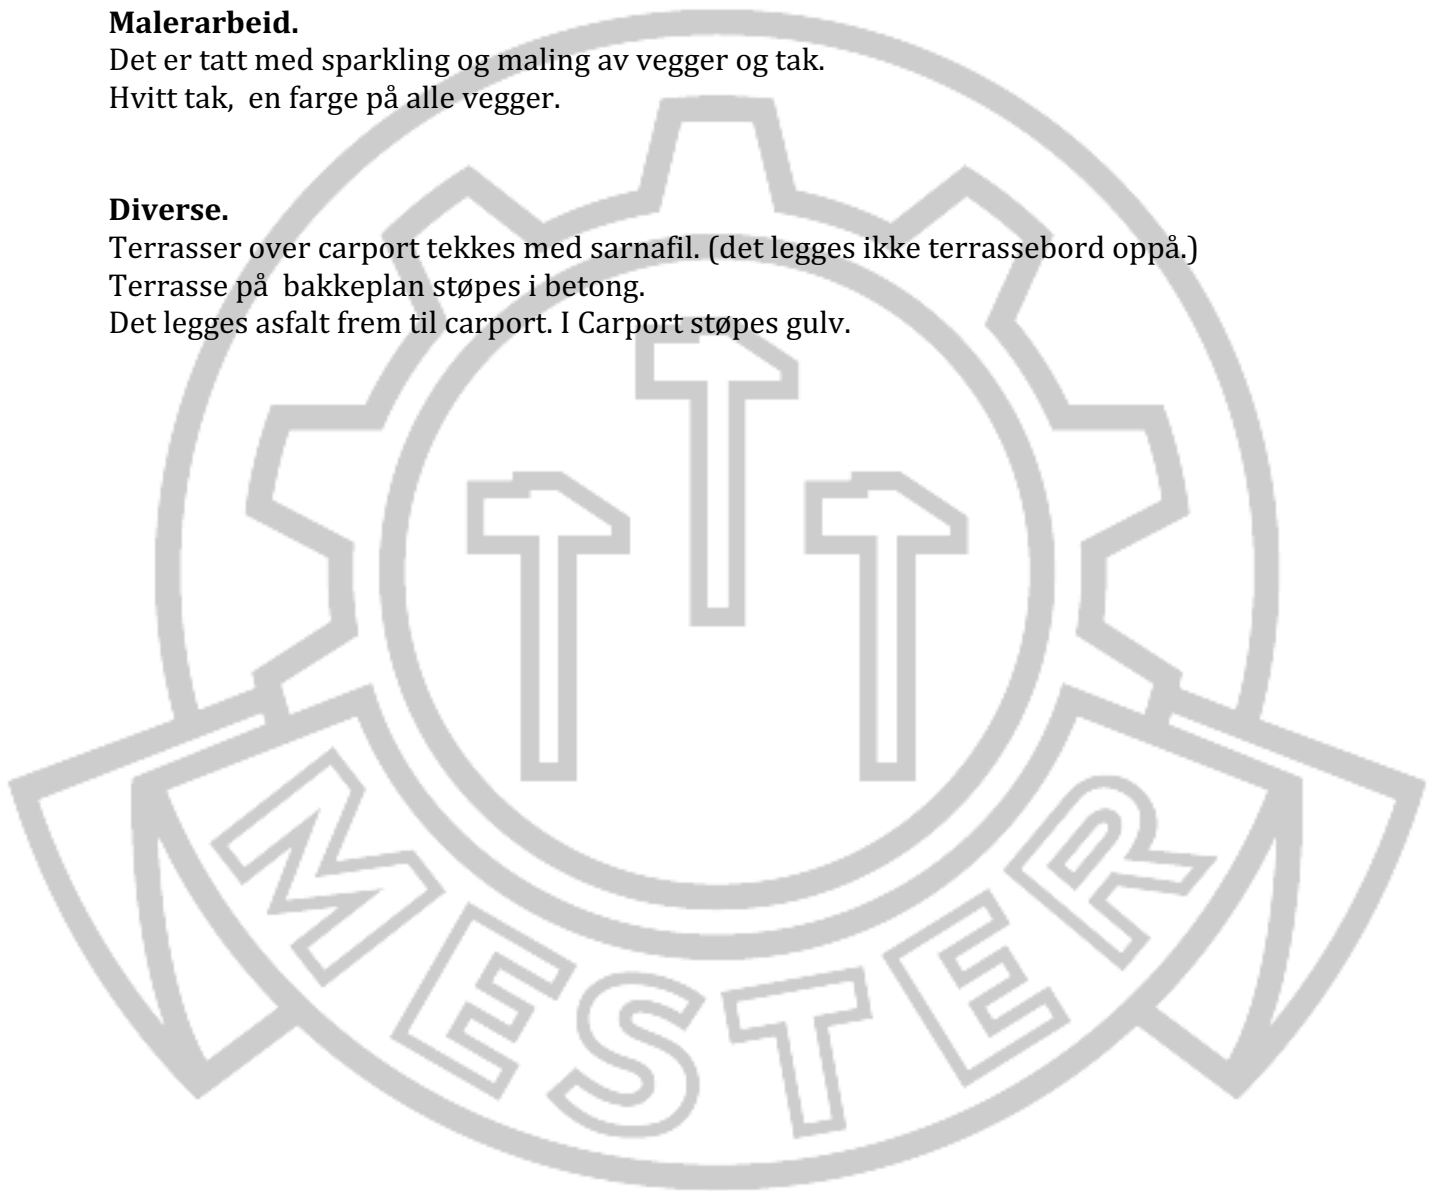 Malerarbeid.
Det er tatt med sparkling og maling av vegger og tak.
Hvitt tak,  en farge på alle vegger.
Diverse.
Terrasser over carport tekkes med sarnafil. (det legges ikke terrassebord oppå.)
Terrasse på  bakkeplan støpes i betong.
Det legges asfalt frem til carport. I Carport støpes gulv.
MESTER